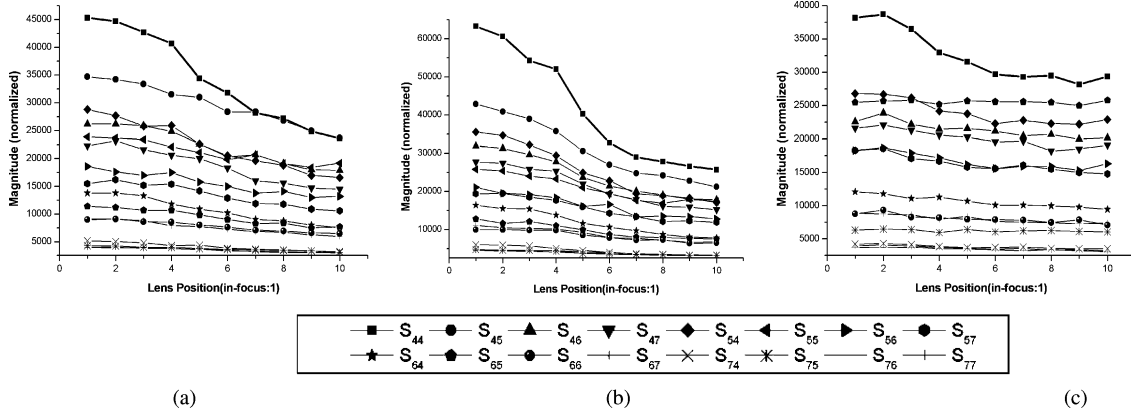 45000
40000
35000
30000
25000
20000
15000
10000
5000
Magnitude (normalized)
0 2 4 6 8 10
Lens Position(in-focus:1)
60000
50000
40000
30000
20000
10000
Magnitude (normalized)
0 2 4 6 8 10
Lens Position(in-focus:1)
40000
35000
30000
25000
20000
15000
10000
5000
Magnitude (normalized)
0 2 4 6 8 10
Lens Position(in-focus:1)
S44 S45 S46 S47 S54 S55 S56 S57
S64 S65 S66 S67 S74 S75 S76 S77
(a) (b) (c)